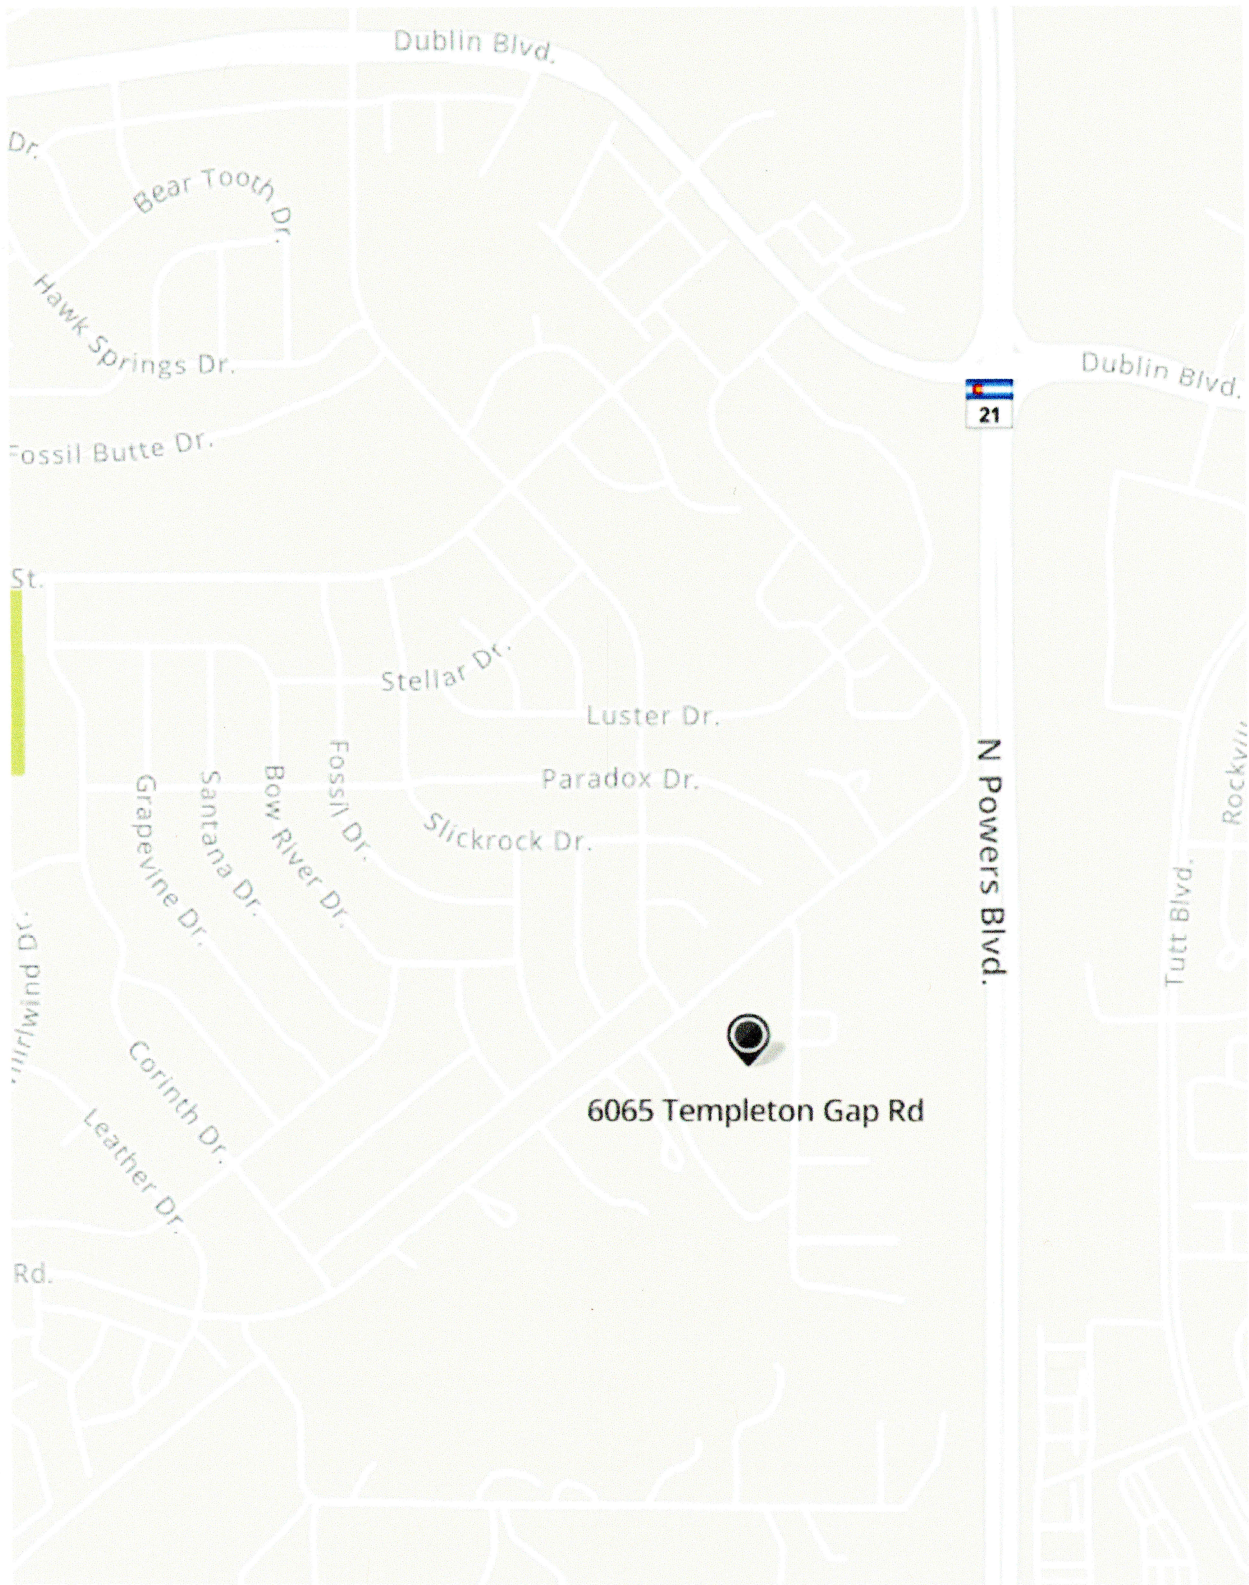 Dublin Blvd.
Dr.
Bear Tooth Dr.
Hawk Springs Dr.
Dublin Blvd.
21
Fossil Butte Dr.
St.
Stellar Dr.
Luster Dr.
N Powers Blvd.
Paradox Dr.
Fossil Dr.
Bow River Dr.
Santana Dr.
Grapevine Dr.
Slickrock Dr.
Tutt Blvd.
6065 Templeton Gap Rd
Corinth Dr.
Leather Dr.
Rd.